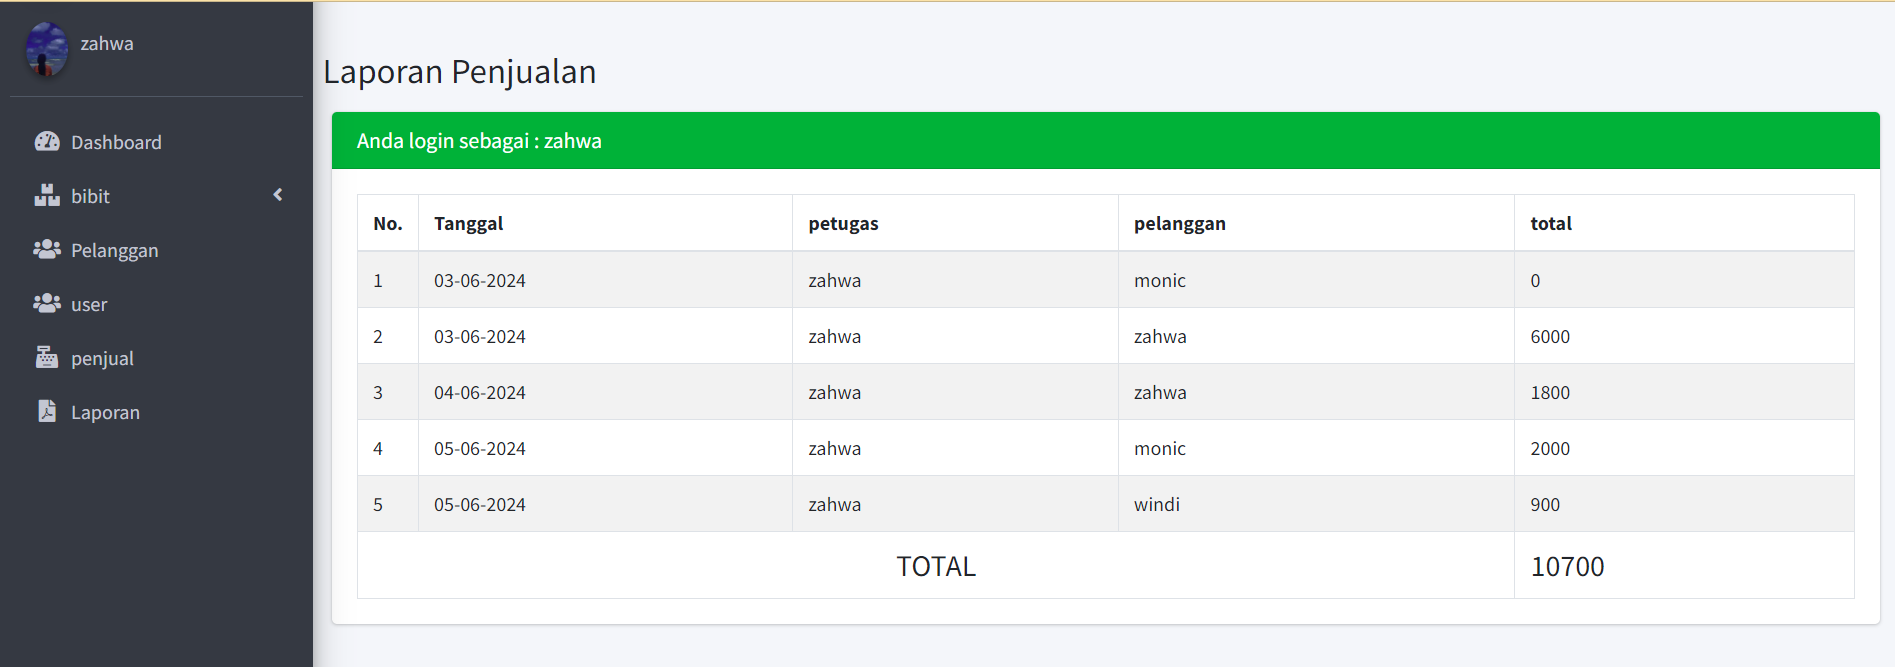 zahwa
Dashboard
bibit
Pelanggan
user
penjual
Laporan
Laporan Penjualan
Anda login sebagai : zahwa
No. Tanggal petugas pelanggan total
1 03-06-2024 zahwa monic 0
2 03-06-2024 zahwa zahwa 6000
3 04-06-2024 zahwa zahwa 1800
4 05-06-2024 zahwa monic 2000
5 05-06-2024 zahwa windi 900
TOTAL 10700